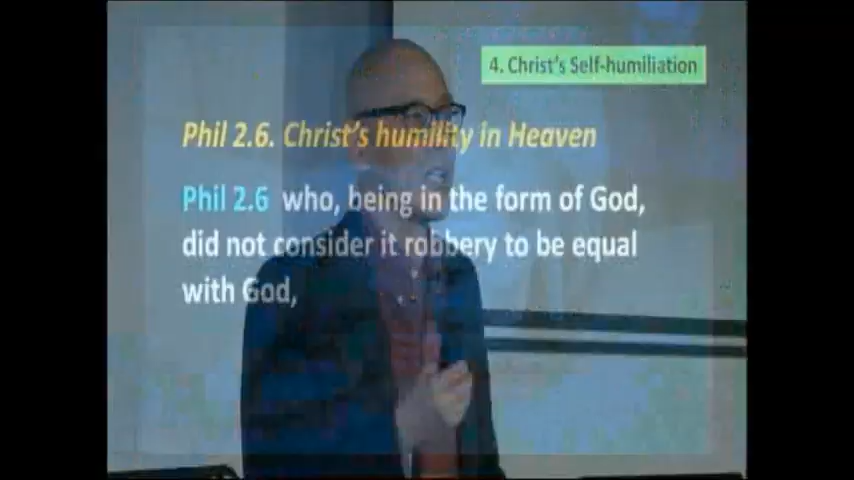 4. Christ's Self-humiliation
Phil 2.6. Christ's humility in Heaven
Phil 2.6 who, being in the form of God,
did not consider it robbery to be equal
with God,